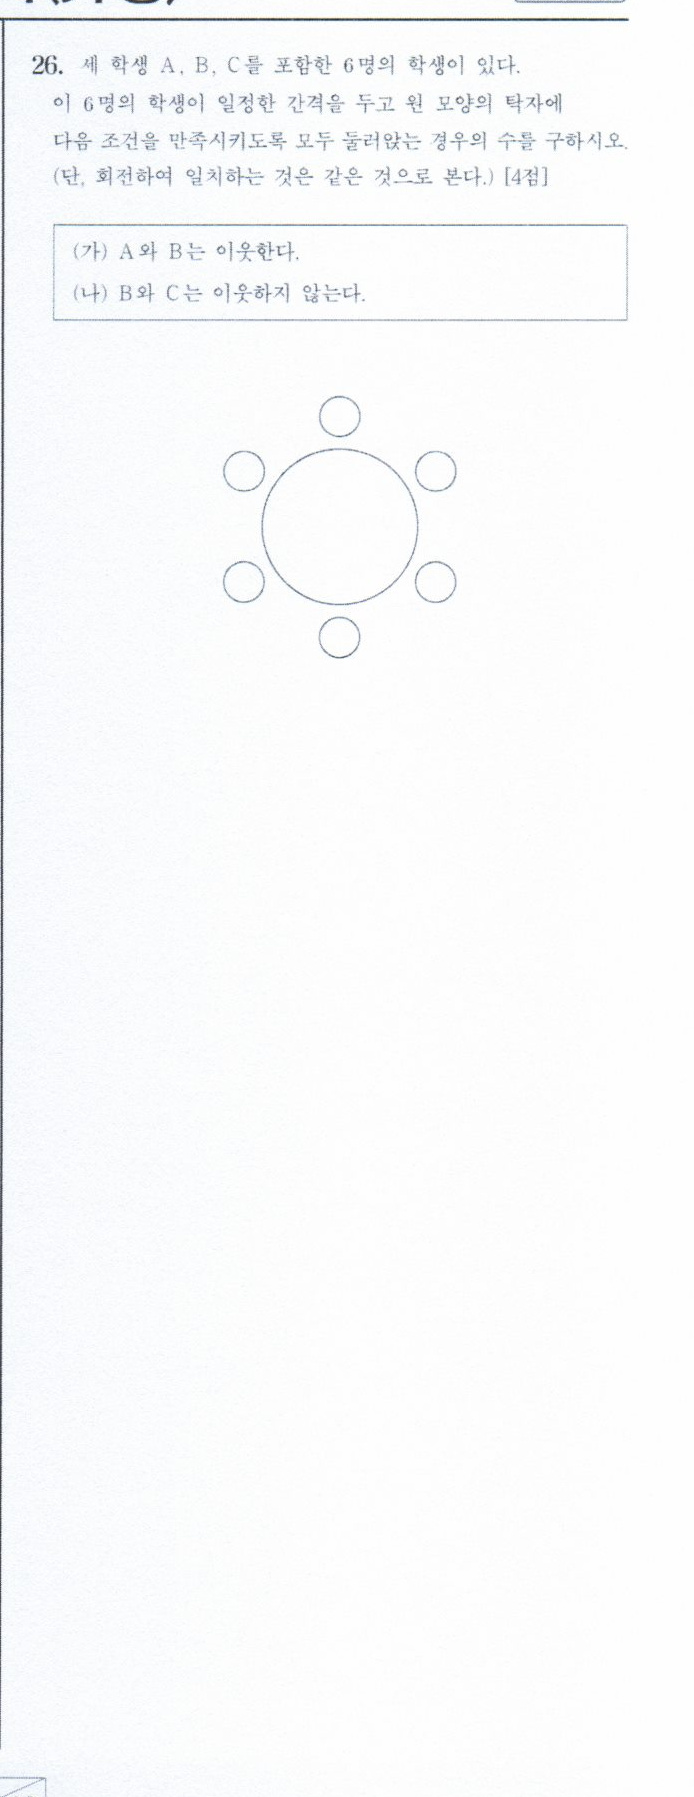 26. 세 학생 A, B, C를 포함한 6명의 학생이 있다.
이 6명의 학생이 일정한 간격을 두고 원 모양의 탁자에
다음 조건을 만족시키도록 모두 둘러앉는 경우의 수를 구하시오.
(단, 회전하여 일치하는 것은 같은 것으로 본다.) [4점]
(가) A와 B는 이웃한다.
(나) B와 C는 이웃하지 않는다.